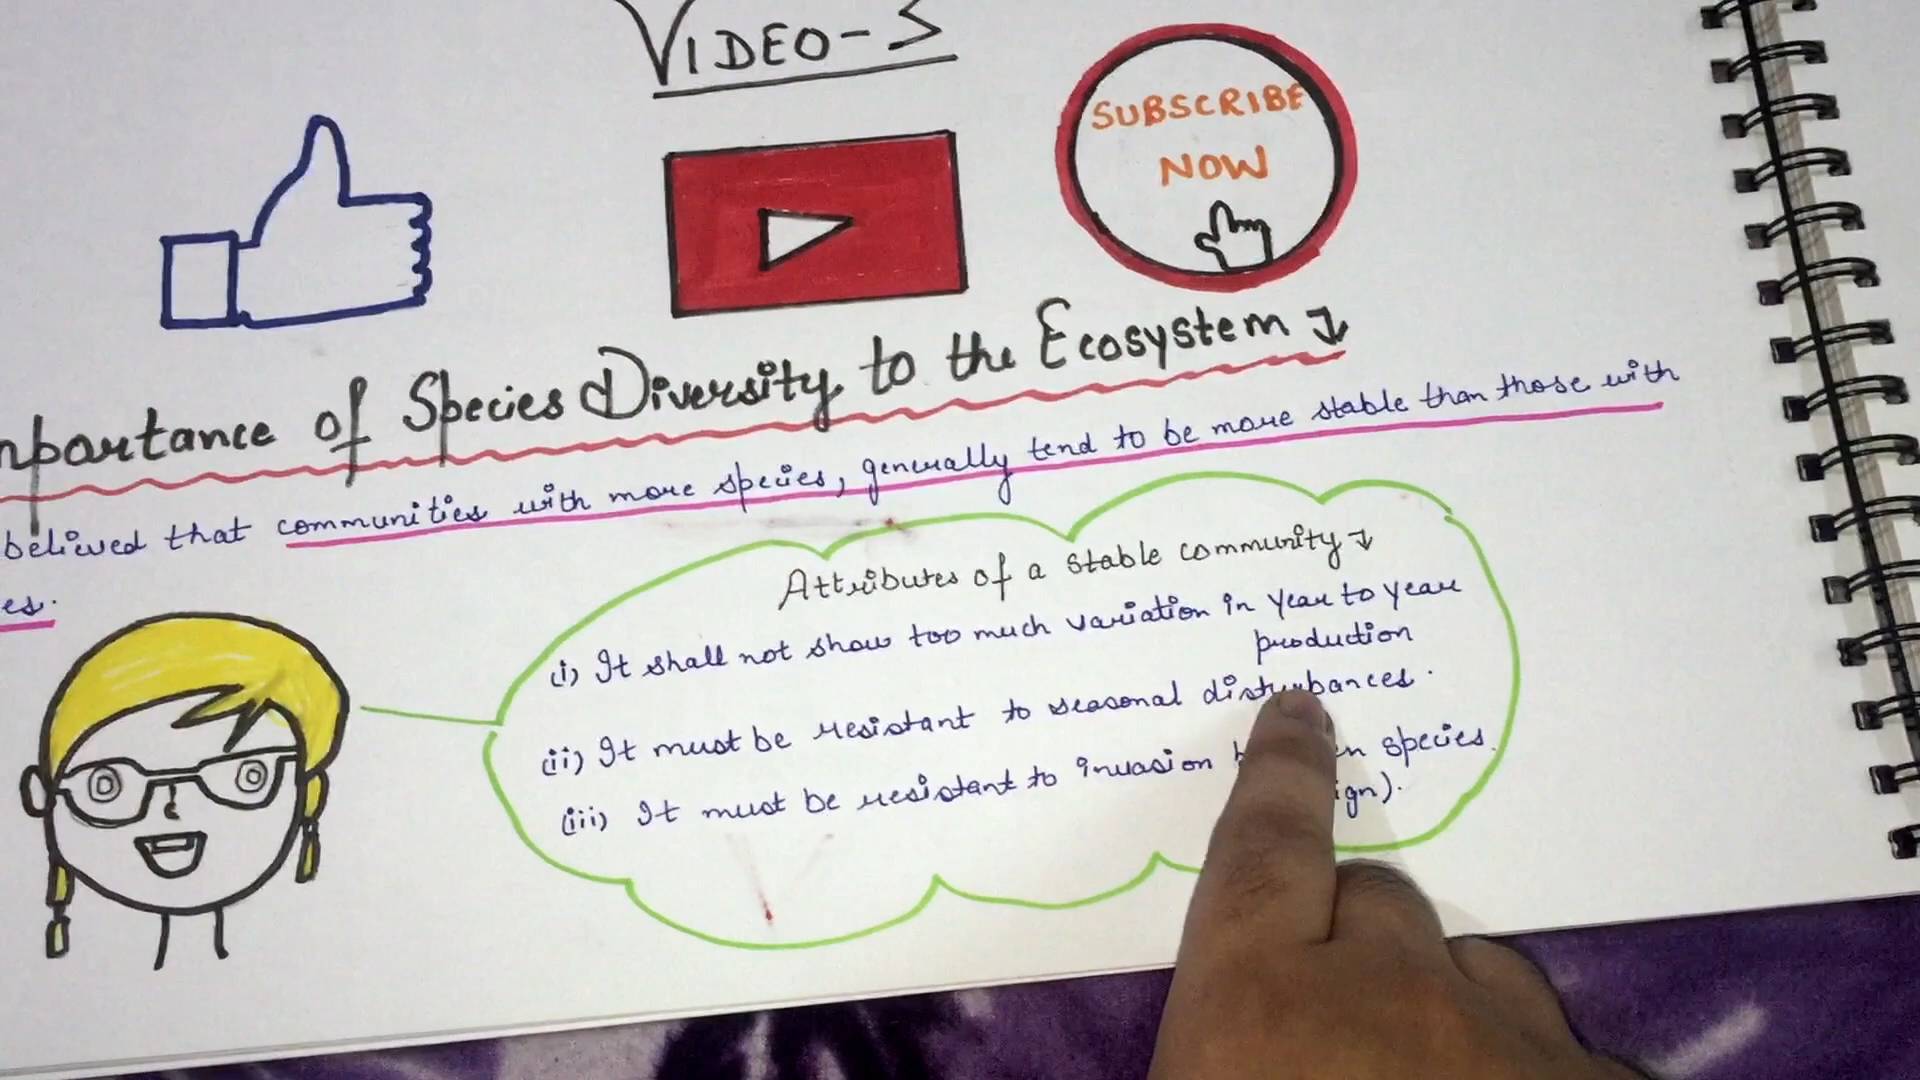 VIDEO-3
SUBSCRIBE
NOW
mportance of Species Diversity to the Ecosystem
believed that communities with more species, generally tend to be more stable than those with
es.
Attributes of a stable community
(i) It shall not show too much variation in year to year
production
(ii) It must be resistant to seasonal disturbances.
(iii) It must be resistant to invasion species.
ign).